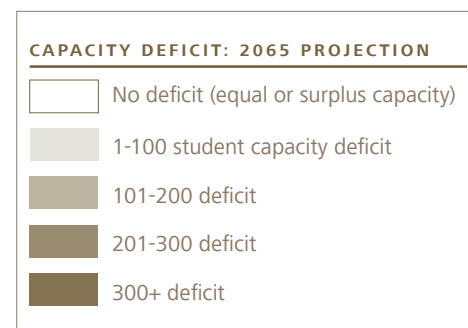 CAPACITY DEFICIT: 2065 PROJECTION
No deficit (equal or surplus capacity)
1-100 student capacity deficit
101-200 deficit
201-300 deficit
300+ deficit